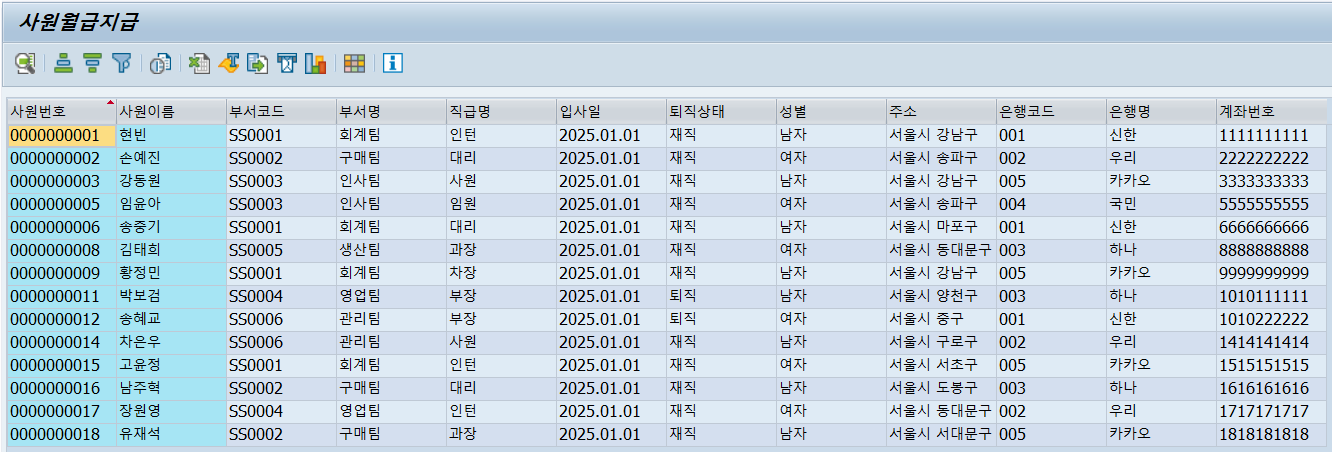 사원월급지급
사원번호 사원이름 부서코드 부서명 직급명 입사일 퇴직상태 성별 주소 은행코드 은행명 계좌번호
0000000001 현빈 SS0001 회계팀 인턴 2025.01.01 재직 남자 서울시 강남구 001 신한 1111111111
0000000002 손예진 SS0002 구매팀 대리 2025.01.01 재직 여자 서울시 송파구 002 우리 2222222222
0000000003 강동원 SS0003 인사팀 사원 2025.01.01 재직 남자 서울시 강남구 005 카카오 3333333333
0000000005 임윤아 SS0003 인사팀 임원 2025.01.01 재직 여자 서울시 송파구 004 국민 5555555555
0000000006 송중기 SS0001 회계팀 대리 2025.01.01 재직 남자 서울시 마포구 001 신한 6666666666
0000000008 김태희 SS0005 생산팀 과장 2025.01.01 재직 여자 서울시 동대문구 003 하나 8888888888
0000000009 황정민 SS0001 회계팀 차장 2025.01.01 재직 남자 서울시 강남구 005 카카오 9999999999
0000000011 박보검 SS0004 영업팀 부장 2025.01.01 퇴직 남자 서울시 양천구 003 하나 1010111111
0000000012 송혜교 SS0006 관리팀 부장 2025.01.01 퇴직 여자 서울시 중구 001 신한 1010222222
0000000014 차은우 SS0006 관리팀 사원 2025.01.01 재직 남자 서울시 구로구 002 우리 1414141414
0000000015 고윤정 SS0001 회계팀 인턴 2025.01.01 재직 여자 서울시 서초구 005 카카오 1515151515
0000000016 남주혁 SS0002 구매팀 대리 2025.01.01 재직 남자 서울시 도봉구 003 하나 1616161616
0000000017 장원영 SS0004 영업팀 인턴 2025.01.01 재직 여자 서울시 동대문구 002 우리 1717171717
0000000018 유재석 SS0002 구매팀 과장 2025.01.01 재직 남자 서울시 서대문구 005 카카오 1818181818